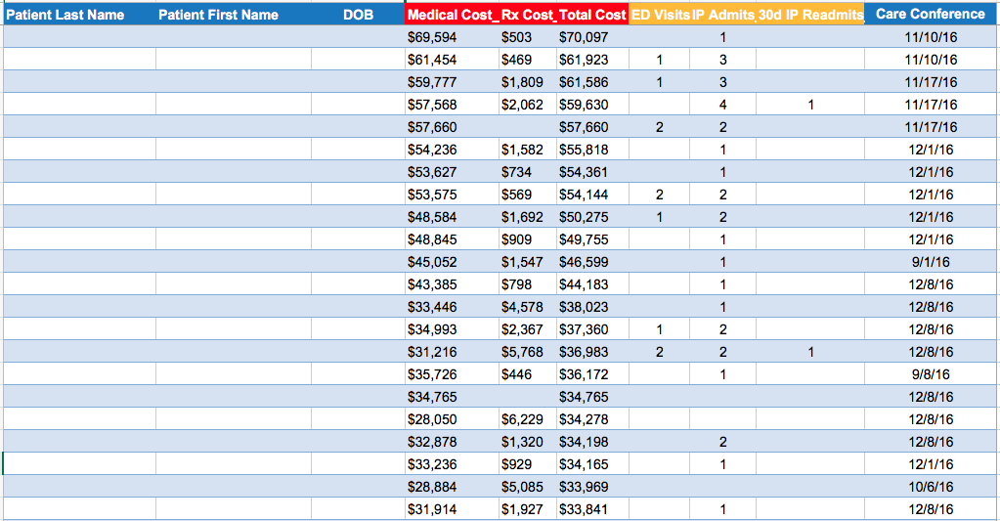 Patient Last Name Patient First Name DOB Medical Cost_ Rx Cost_ Total Cost ED Visits IP Admits_ 30d IP Readmits_ Care Conference
$69,594 $503 $70,097 1 11/10/16
$61,454 $469 $61,923 1 3 11/10/16
$59,777 $1,809 $61,586 1 3 11/17/16
$57,568 $2,062 $59,630 4 1 11/17/16
$57,660 $57,660 2 2 11/17/16
$54,236 $1,582 $55,818 1 12/1/16
$53,627 $734 $54,361 1 12/1/16
$53,575 $569 $54,144 2 2 12/1/16
$48,584 $1,692 $50,275 1 2 12/1/16
$48,845 $909 $49,755 1 12/1/16
$45,052 $1,547 $46,599 1 9/1/16
$43,385 $798 $44,183 1 12/8/16
$33,446 $4,578 $38,023 1 12/8/16
$34,993 $2,367 $37,360 1 2 12/8/16
$31,216 $5,768 $36,983 2 2 1 12/8/16
$35,726 $446 $36,172 1 9/8/16
$34,765 $34,765 12/8/16
$28,050 $6,229 $34,278 12/8/16
$32,878 $1,320 $34,198 2 12/8/16
$33,236 $929 $34,165 1 12/1/16
$28,884 $5,085 $33,969 10/6/16
$31,914 $1,927 $33,841 1 12/8/16